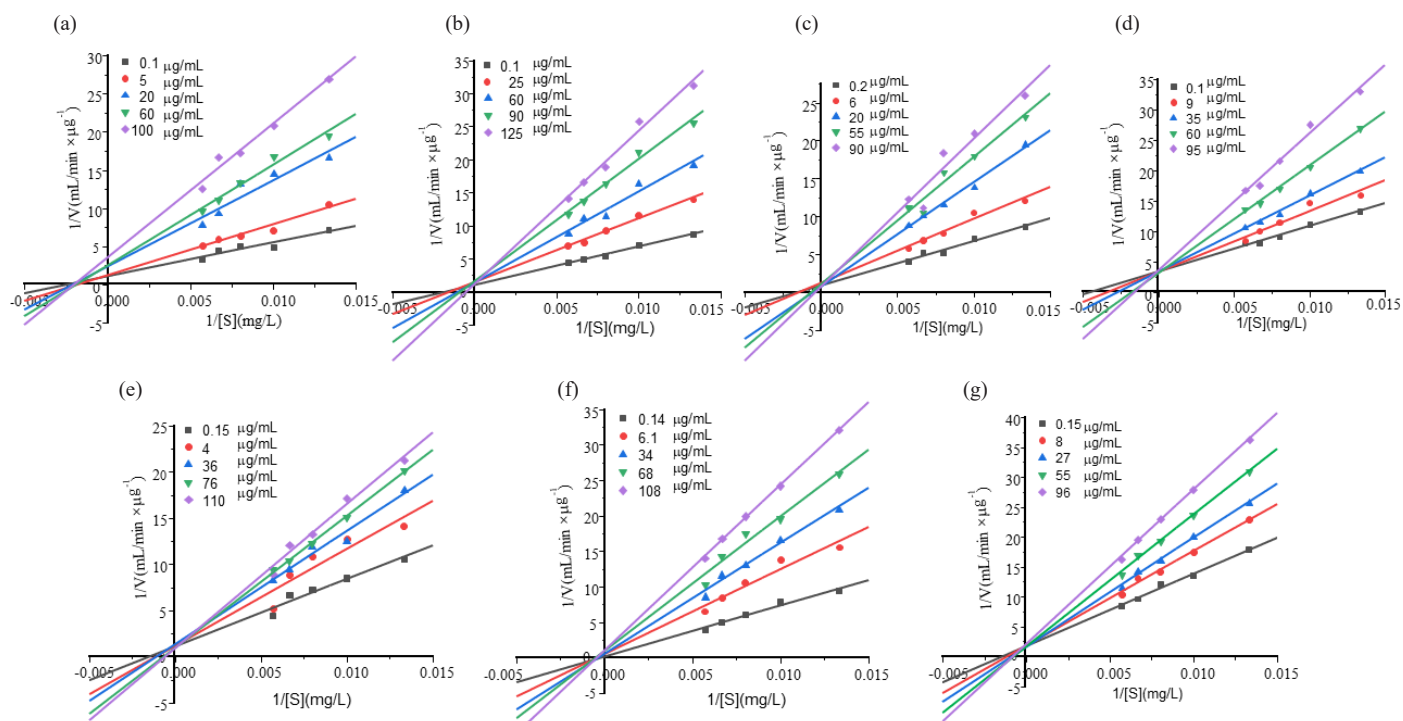 (a)
30
25
20
15
10
5
0
-5
1/V(mL/min ×μg⁻¹)
0.1 μg/mL
5 μg/mL
20 μg/mL
60 μg/mL
100 μg/mL
-0.005 0.000 0.005 0.010 0.015
1/[S](mg/L)
(b)
35
30
25
20
15
10
5
0
-5
1/V(mL/min ×μg⁻¹)
0.1 μg/mL
25 μg/mL
60 μg/mL
90 μg/mL
125 μg/mL
-0.005 0.000 0.005 0.010 0.015
1/[S](mg/L)
(c)
25
20
15
10
5
0
-5
1/V(mL/min ×μg⁻¹)
0.2 μg/mL
6 μg/mL
20 μg/mL
55 μg/mL
90 μg/mL
-0.005 0.000 0.005 0.010 0.015
1/[S](mg/L)
(d)
35
30
25
20
15
10
5
0
-5
1/V(mL/min ×μg⁻¹)
0.1 μg/mL
9 μg/mL
35 μg/mL
60 μg/mL
95 μg/mL
-0.005 0.000 0.005 0.010 0.015
1/[S](mg/L)
(e)
25
20
15
10
5
0
-5
1/V(mL/min ×μg⁻¹)
0.15 μg/mL
4 μg/mL
36 μg/mL
76 μg/mL
110 μg/mL
-0.005 0.000 0.005 0.010 0.015
1/[S](mg/L)
(f)
35
30
25
20
15
10
5
0
-5
1/V(mL/min ×μg⁻¹)
0.14 μg/mL
6.1 μg/mL
34 μg/mL
68 μg/mL
108 μg/mL
-0.005 0.000 0.005 0.010 0.015
1/[S](mg/L)
(g)
40
35
30
25
20
15
10
5
0
-5
1/V(mL/min ×μg⁻¹)
0.15 μg/mL
8 μg/mL
27 μg/mL
55 μg/mL
96 μg/mL
-0.005 0.000 0.005 0.010 0.015
1/[S](mg/L)